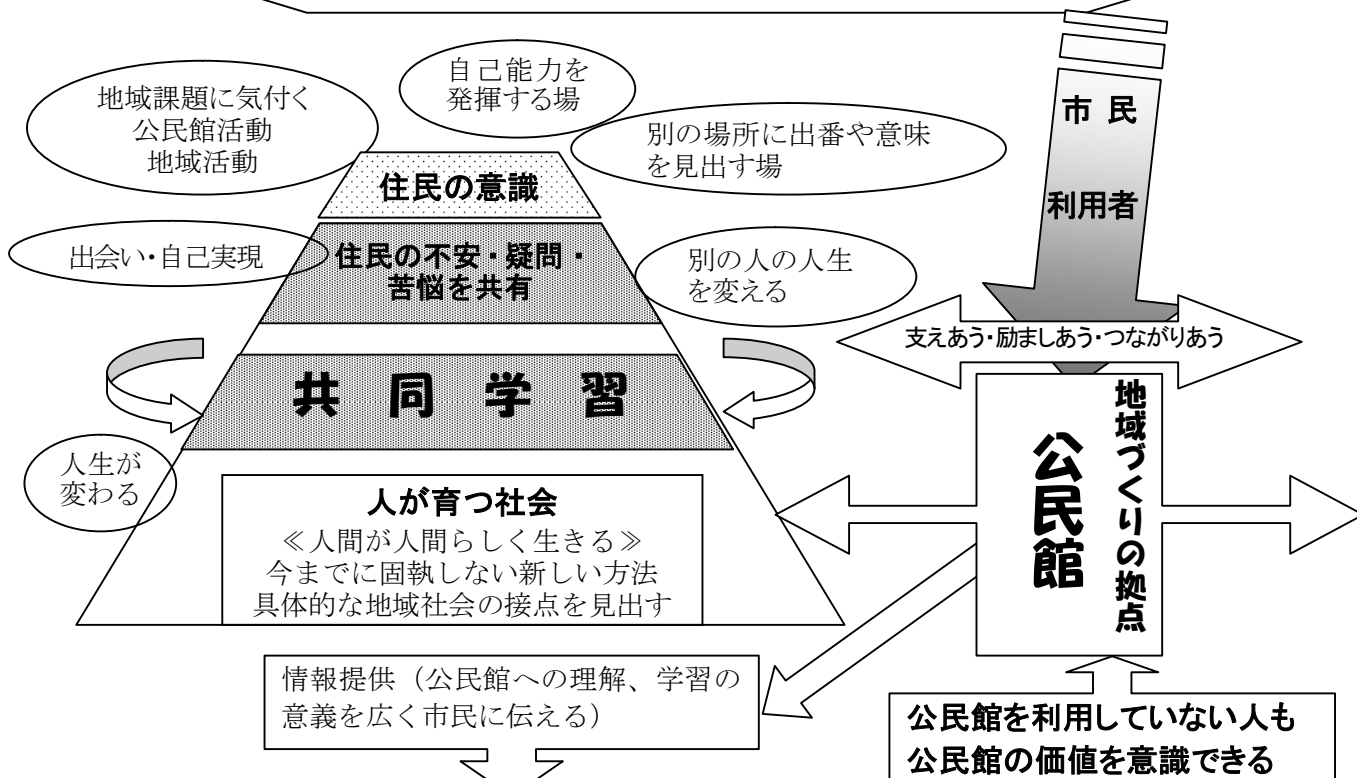 自己能力を
発揮する場
地域課題に気付く
公民館活動
地域活動
別の場所に出番や意味
を見出す場
市 民
利用者
住民の意識
出会い・自己実現
住民の不安・疑問・
苦悩を共有
別の人の人生
を変える
支えあう・励ましあう・つながりあう
共 同 学 習
地域づくりの拠点
公民館
人生が
変わる
人が育つ社会
≪人間が人間らしく生きる≫
今までに固執しない新しい方法
具体的な地域社会の接点を見出す
情報提供（公民館への理解、学習の
意義を広く市民に伝える）
公民館を利用していない人も
公民館の価値を意識できる